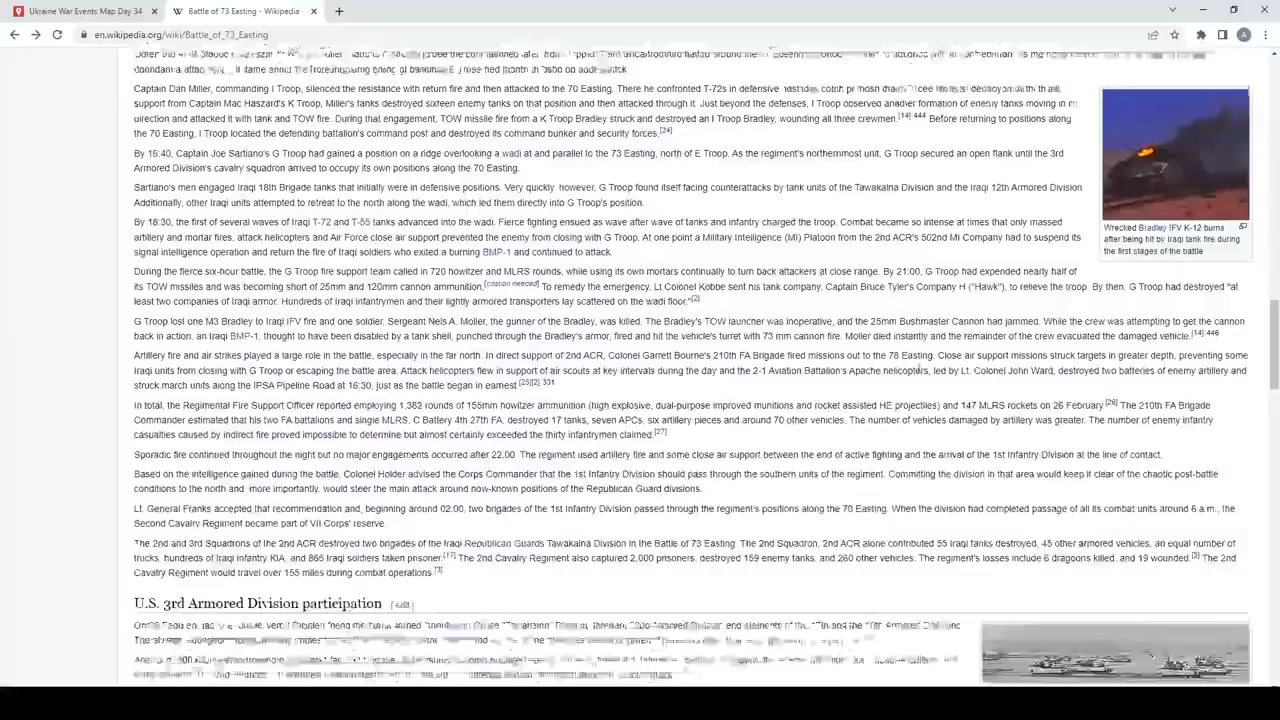 Ukraine War Events Map Day 34
Battle of 73 Easting - Wikipedia
en.wikipedia.org/wiki/Battle_of_73_Easting
A
Captain Dan Miller, commanding I Troop, silenced the resistance with return fire and then attacked to the 70 Easting. There he confronted T-72s in defensive
support from Captain Mac Haszard's K Troop, Miller's tanks destroyed sixteen enemy tanks on that position and then attacked through it. Just beyond the defenses, I Troop observed another formation of enemy tanks moving in
direction and attacked it with tank and TOW fire. During that engagement, TOW missile fire from a K Troop Bradley struck and destroyed an I Troop Bradley, wounding all three crewmen.[14]:444 Before returning to positions along
the 70 Easting, I Troop located the defending battalion's command post and destroyed its command bunker and security forces.[24]
By 16:40, Captain Joe Sartiano's G Troop had gained a position on a ridge overlooking a wadi at and parallel to the 73 Easting, north of E Troop. As the regiment's northernmost unit, G Troop secured an open flank until the 3rd
Armored Division's cavalry squadron arrived to occupy its own positions along the 70 Easting.
Sartiano's men engaged Iraqi 18th Brigade tanks that initially were in defensive positions. Very quickly however, G Troop found itself facing counterattacks by tank units of the Tawakalna Division and the Iraqi 12th Armored Division
Additionally, other Iraqi units attempted to retreat to the north along the wadi, which led them directly into G Troop's position.
By 18:30, the first of several waves of Iraqi T-72 and T-55 tanks advanced into the wadi. Fierce fighting ensued as wave after wave of tanks and infantry charged the troop. Combat became so intense at times that only massed
artillery and mortar fires, attack helicopters and Air Force close air support prevented the enemy from closing with G Troop. At one point a Military Intelligence (MI) Platoon from the 2nd ACR's 502nd MI Company had to suspend its
signal intelligence operation and return the fire of Iraqi soldiers who exited a burning BMP-1 and continued to attack.
During the fierce six-hour battle, the G Troop fire support team called in 720 howitzer and MLRS rounds, while using its own mortars continually to turn back attackers at close range. By 21:00, G Troop had expended nearly half of
its TOW missiles and was becoming short of 25mm and 120mm cannon ammunition.[citation needed] To remedy the emergency, Lt Colonel Kobbe sent his tank company, Captain Bruce Tyler's Company H ("Hawk"), to relieve the troop. By then, G Troop had destroyed "at
least two companies of Iraqi armor. Hundreds of Iraqi infantrymen and their lightly armored transporters lay scattered on the wadi floor."[2]
Wrecked Bradley IFV K-12 burns
after being hit by Iraqi tank fire during
the first stages of the battle
G Troop lost one M3 Bradley to Iraqi IFV fire and one soldier, Sergeant Nels A. Moller, the gunner of the Bradley, was killed. The Bradley's TOW launcher was inoperative, and the 25mm Bushmaster Cannon had jammed. While the crew was attempting to get the cannon
back in action, an Iraqi BMP-1, thought to have been disabled by a tank shell, punched through the Bradley's armor, fired and hit the vehicle's turret with 73 mm cannon fire. Moller died instantly and the remainder of the crew evacuated the damaged vehicle.[14]:446
Artillery fire and air strikes played a large role in the battle, especially in the far north. In direct support of 2nd ACR, Colonel Garrett Bourne's 210th FA Brigade fired missions out to the 78 Easting. Close air support missions struck targets in greater depth, preventing some
Iraqi units from closing with G Troop or escaping the battle area. Attack helicopters flew in support of air scouts at key intervals during the day and the 2-1 Aviation Battalion's Apache helicopters, led by Lt. Colonel John Ward, destroyed two batteries of enemy artillery and
struck march units along the IPSA Pipeline Road at 16:30, just as the battle began in earnest.[25][2]:331
In total, the Regimental Fire Support Officer reported employing 1,382 rounds of 155mm howitzer ammunition (high explosive, dual-purpose improved munitions and rocket assisted HE projectiles) and 147 MLRS rockets on 26 February.[26] The 210th FA Brigade
Commander estimated that his two FA battalions and single MLRS, C Battery 4th 27th FA, destroyed 17 tanks, seven APCs, six artillery pieces and around 70 other vehicles. The number of vehicles damaged by artillery was greater. The number of enemy infantry
casualties caused by indirect fire proved impossible to determine but almost certainly exceeded the thirty infantrymen claimed.[27]
Sporadic fire continued throughout the night but no major engagements occurred after 22:00. The regiment used artillery fire and some close air support between the end of active fighting and the arrival of the 1st Infantry Division at the line of contact.
Based on the intelligence gained during the battle, Colonel Holder advised the Corps Commander that the 1st Infantry Division should pass through the southern units of the regiment. Committing the division in that area would keep it clear of the chaotic post-battle
conditions to the north and more importantly, would steer the main attack around now-known positions of the Republican Guard divisions.
Lt. General Franks accepted that recommendation and, beginning around 02:00, two brigades of the 1st Infantry Division passed through the regiment's positions along the 70 Easting. When the division had completed passage of all its combat units around 6 a.m., the
Second Cavalry Regiment became part of VII Corps' reserve.
The 2nd and 3rd Squadrons of the 2nd ACR destroyed two brigades of the Iraqi Republican Guards Tawakalna Division in the Battle of 73 Easting. The 2nd Squadron, 2nd ACR alone contributed 55 Iraqi tanks destroyed, 45 other armored vehicles, an equal number of
trucks, hundreds of Iraqi infantry KIA, and 865 Iraqi soldiers taken prisoner.[17] The 2nd Cavalry Regiment also captured 2,000 prisoners, destroyed 159 enemy tanks, and 260 other vehicles. The regiment's losses include 6 dragoons killed, and 19 wounded.[3] The 2nd
Cavalry Regiment would travel over 155 miles during combat operations.[3]
U.S. 3rd Armored Division participation [ edit ]